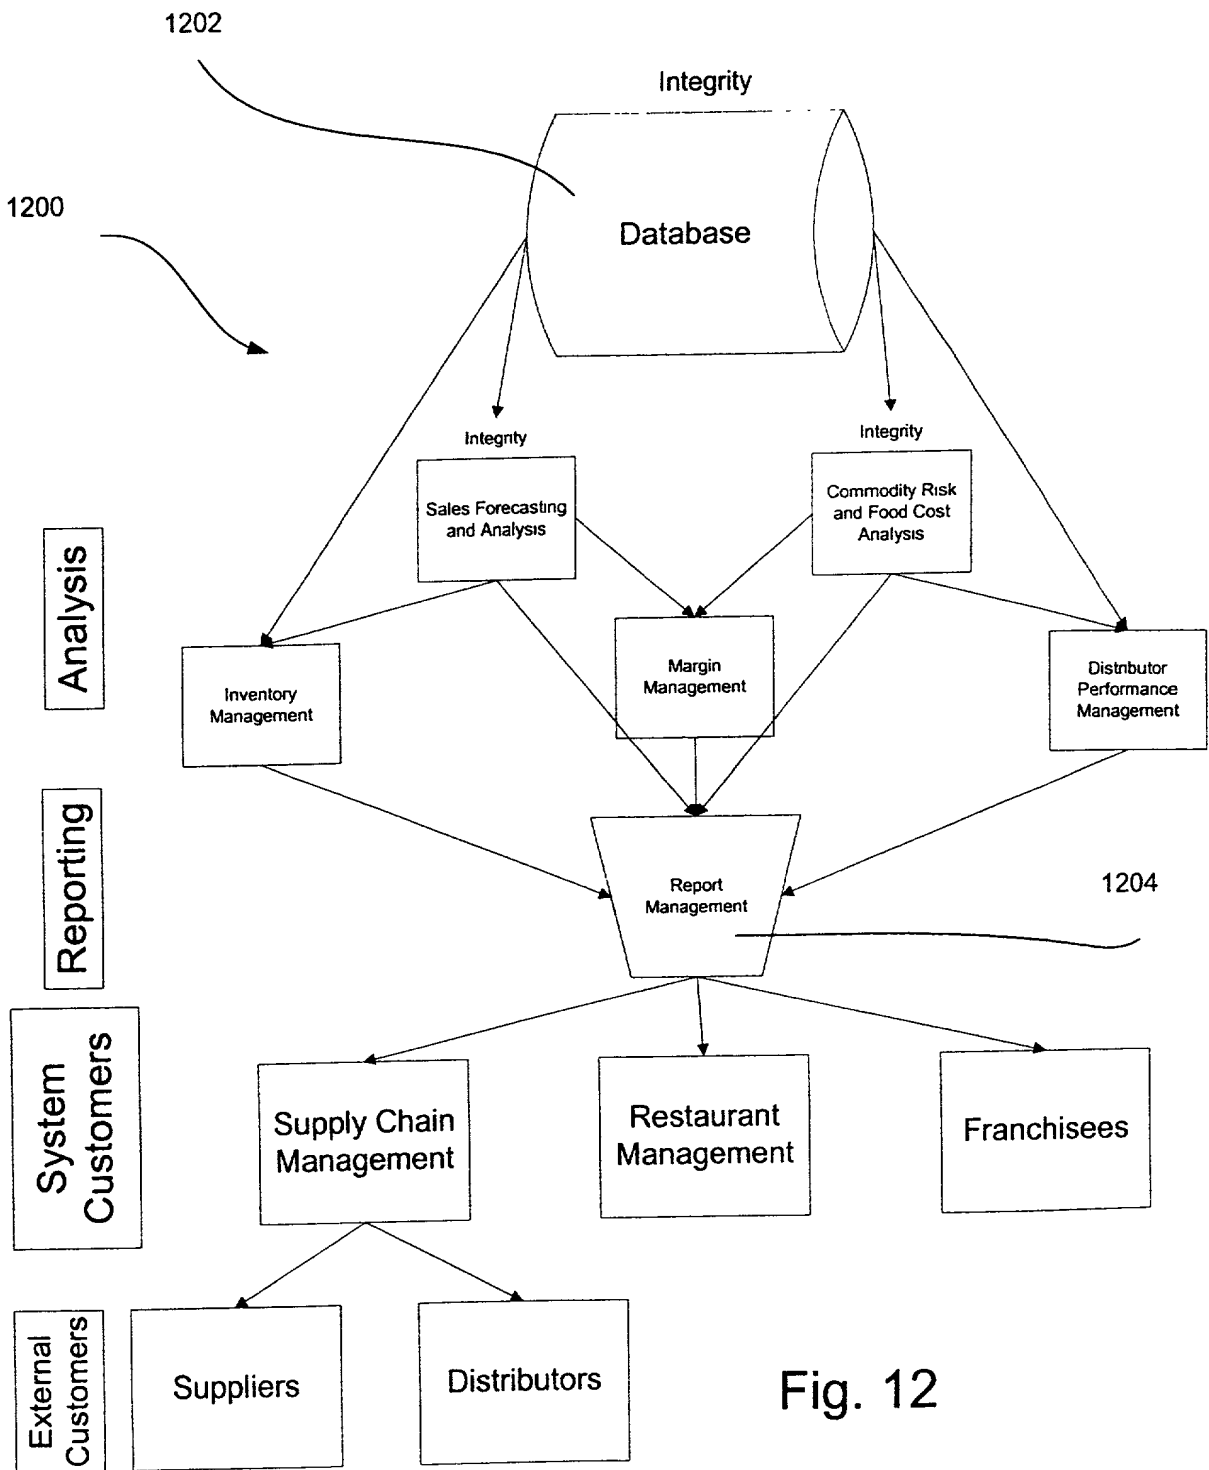 1202
Integrity
1200
Database
Integrity
Integrity
Sales Forecasting
and Analysis
Commodity Risk
and Food Cost
Analysis
Analysis
Inventory
Management
Margin
Management
Distributor
Performance
Management
Reporting
Report
Management
1204
System
Customers
Supply Chain
Management
Restaurant
Management
Franchisees
External
Customers
Suppliers
Distributors
Fig. 12